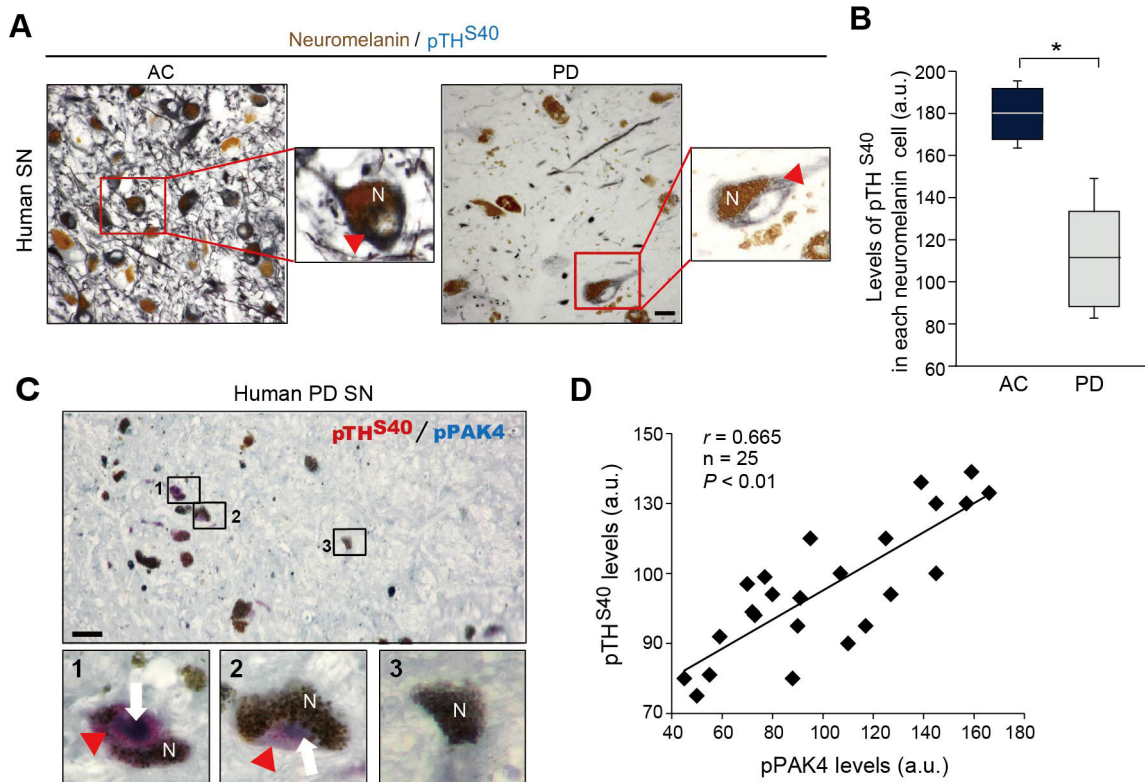 A
Neuromelanin / pTH^S40
AC
PD
Human SN
N
N
B
*
Levels of pTH^S40
in each neuromelanin cell (a.u.)
200
180
160
140
120
100
80
60
AC
PD
C
Human PD SN
pTH^S40 / pPAK4
1
2
3
1
N
2
N
3
N
D
r = 0.665
n = 25
P < 0.01
pTH^S40 levels (a.u.)
150
130
100
90
70
40
60
80
100
120
140
160
180
pPAK4 levels (a.u.)